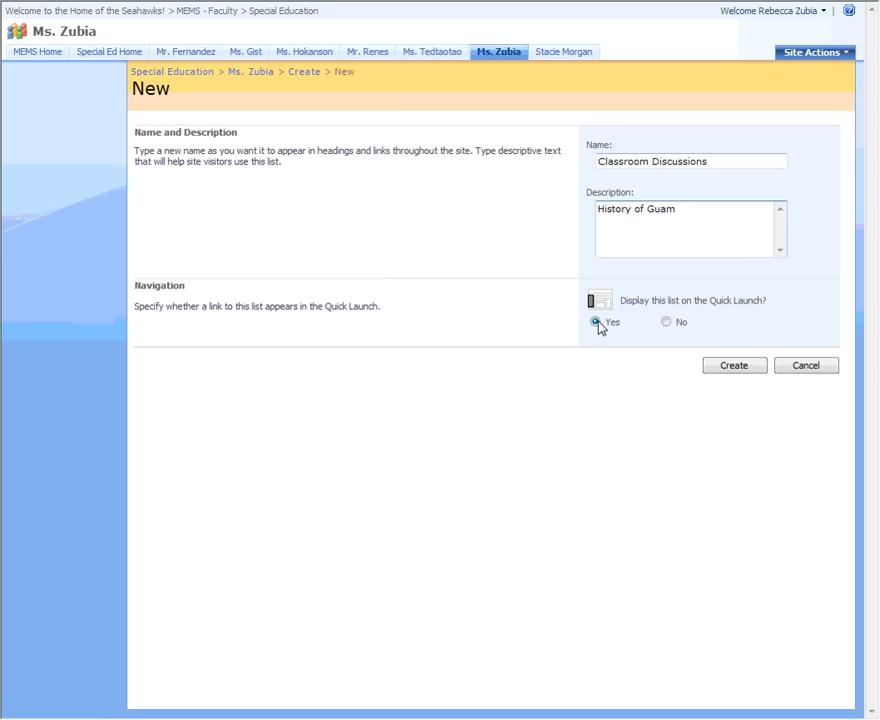 Welcome to the Home of the Seahawks! > MEMS - Faculty > Special Education
Welcome Rebecca Zubia
Ms. Zubia
MEMS Home Special Ed Home Mr. Fernandez Ms. Gist Ms. Hokanson Mr. Renes Ms. Tedtaotao Ms. Zubia Stacie Morgan Site Actions
Special Education > Ms. Zubia > Create > New
New
Name and Description
Type a new name as you want it to appear in headings and links throughout the site. Type descriptive text
that will help site visitors use this list.
Name:
Classroom Discussions
Description:
History of Guam
Navigation
Specify whether a link to this list appears in the Quick Launch.
Display this list on the Quick Launch?
Yes No
Create Cancel